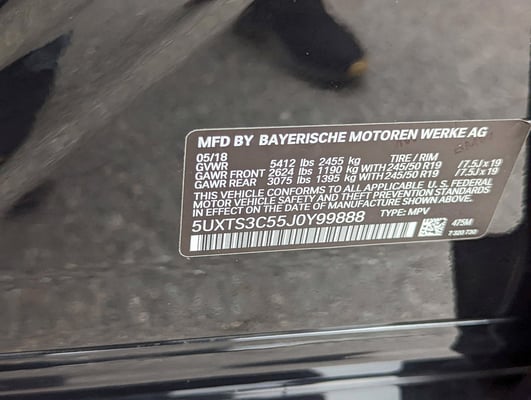 MFD BY BAYERISCHE MOTOREN WERKE AG
05/18
GVWR 5412 lbs 2455 kg TIRE / RIM
GAWR FRONT 2624 lbs 1190 kg WITH 245/50 R19 / 7.5J x 19
GAWR REAR 3075 lbs 1395 kg WITH 245/50 R19 / 7.5J x 19
THIS VEHICLE CONFORMS TO ALL APPLICABLE U. S. FEDERAL
MOTOR VEHICLE SAFETY, AND THEFT PREVENTION STANDARDS
IN EFFECT ON THE DATE OF MANUFACTURE SHOWN ABOVE.
5UXTS3C55J0Y99888 TYPE: MPV
475M
7 320 730